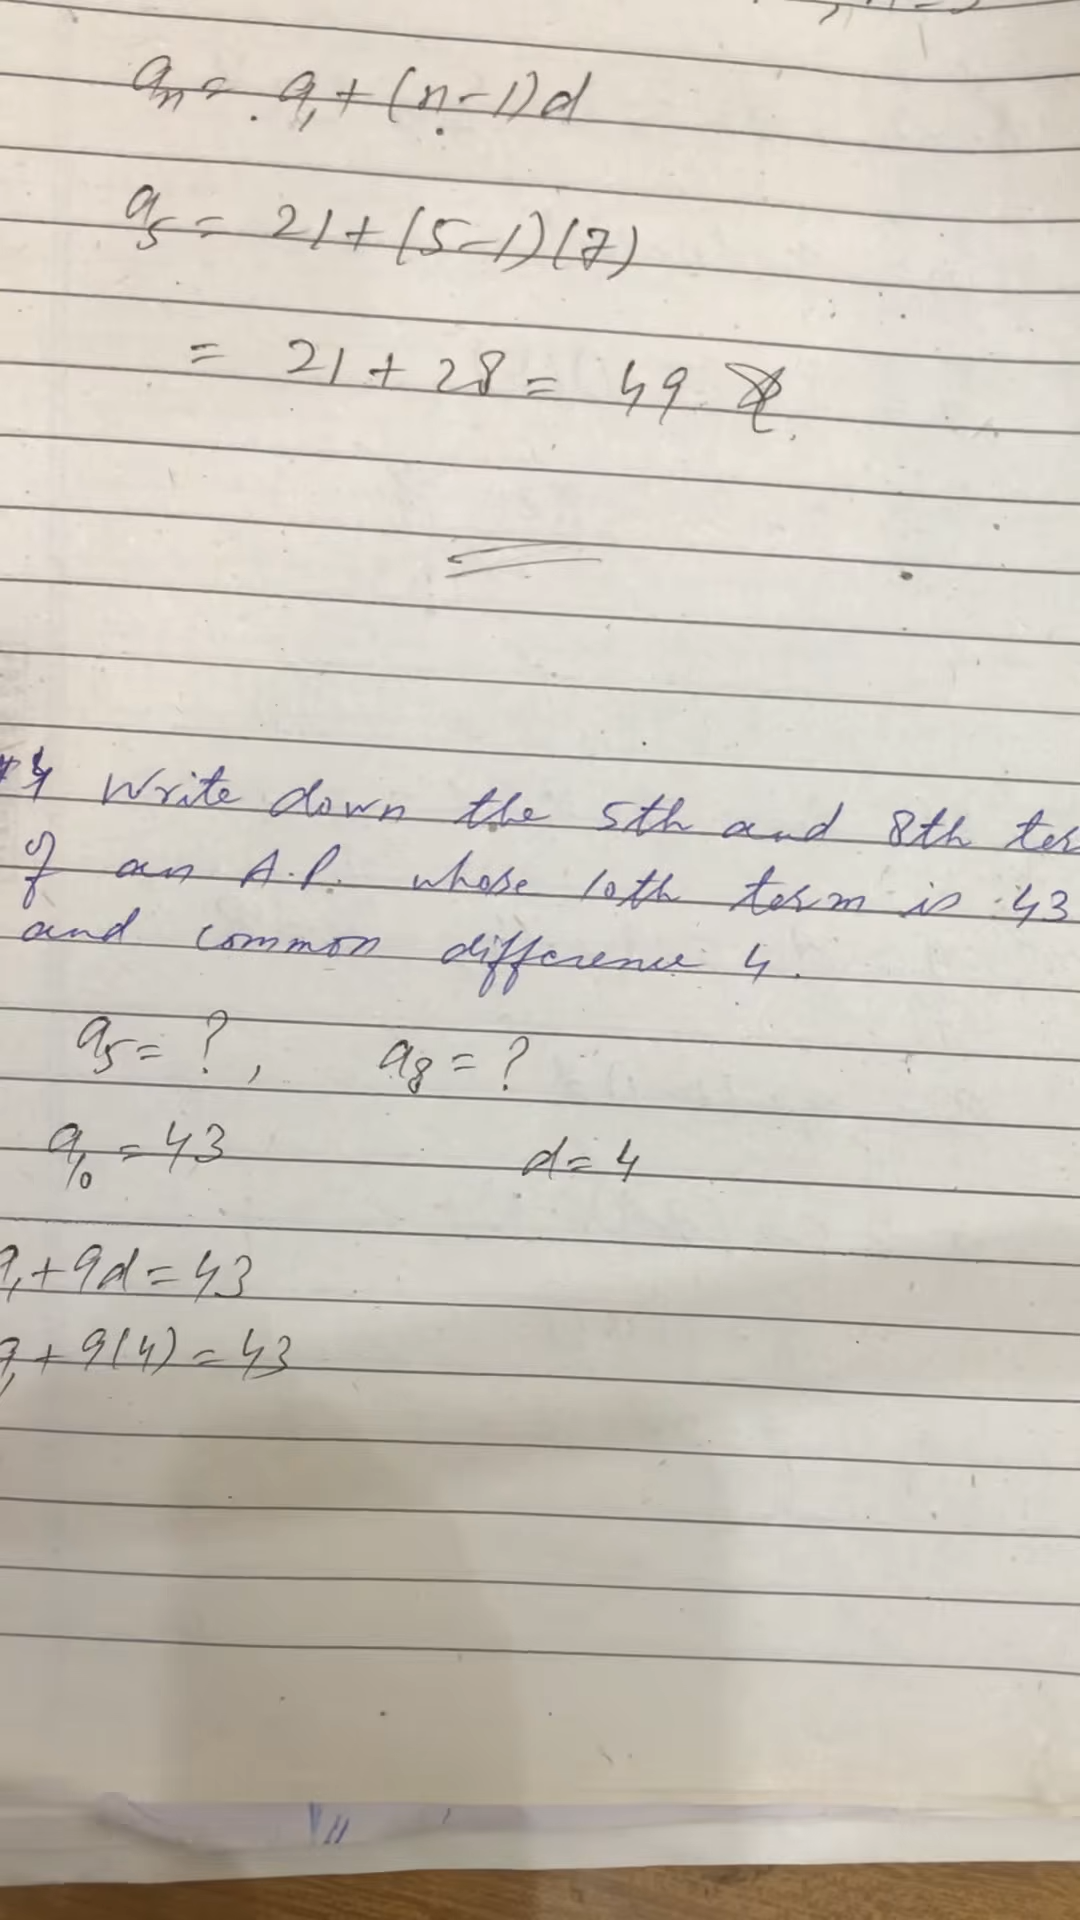 aₙ = a₁ + (n-1)d
a₅ = 21 + (5-1)(7)
= 21 + 28 = 49
#4 Write down the 5th and 8th ter
of an A.P. whose 10th term is 43
and common difference 4.
a₅ = ?, a₈ = ?
a₁₀ = 43 d = 4
a₁ + 9d = 43
a₁ + 9(4) = 43